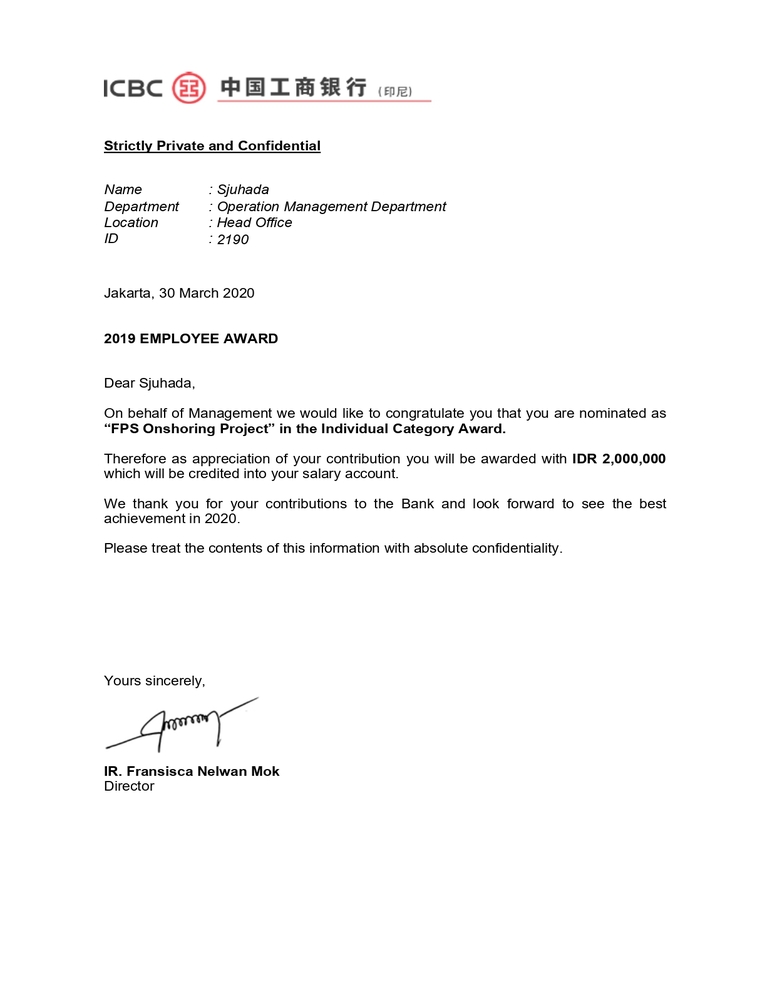 ICBC 中国工商银行 (印尼)
Strictly Private and Confidential
Name : Sjuhada
Department : Operation Management Department
Location : Head Office
ID : 2190
Jakarta, 30 March 2020
2019 EMPLOYEE AWARD
Dear Sjuhada,
On behalf of Management we would like to congratulate you that you are nominated as
“FPS Onshoring Project” in the Individual Category Award.
Therefore as appreciation of your contribution you will be awarded with IDR 2,000,000
which will be credited into your salary account.
We thank you for your contributions to the Bank and look forward to see the best
achievement in 2020.
Please treat the contents of this information with absolute confidentiality.
Yours sincerely,
IR. Fransisca Nelwan Mok
Director